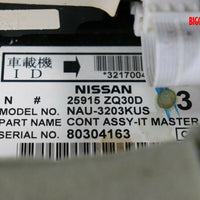 BIG
車載機
I D
*3217004
NISSAN
N # 25915 ZQ30D
MODEL NO. NAU-3203KUS
PART NAME CONT ASSY-IT MASTER
SERIAL NO. 80304163
3